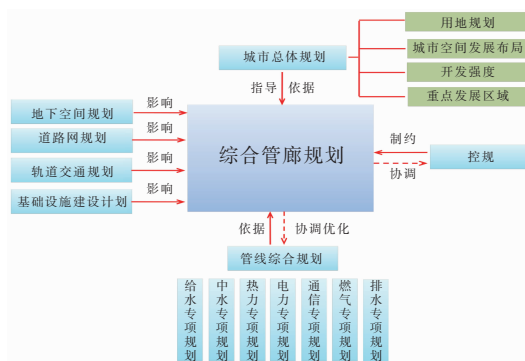 用地规划
城市总体规划
城市空间发展布局
开发强度
指导
依据
重点发展区域
地下空间规划
影响
道路网规划
影响
轨道交通规划
影响
基础设施建设计划
影响
综合管廊规划
制约
协调
控规
依据
协调优化
管线综合规划
给水专项规划
中水专项规划
热力专项规划
电力专项规划
通信专项规划
燃气专项规划
排水专项规划